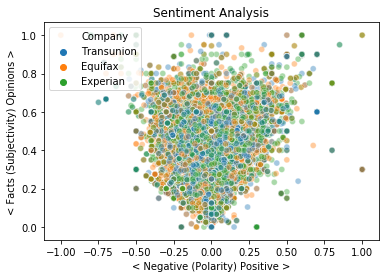 Sentiment Analysis
Company
Transunion
Equifax
Experian
< Facts (Subjectivity) Opinions >
1.0
0.8
0.6
0.4
0.2
0.0
−1.00 −0.75 −0.50 −0.25 0.00 0.25 0.50 0.75 1.00
< Negative (Polarity) Positive >